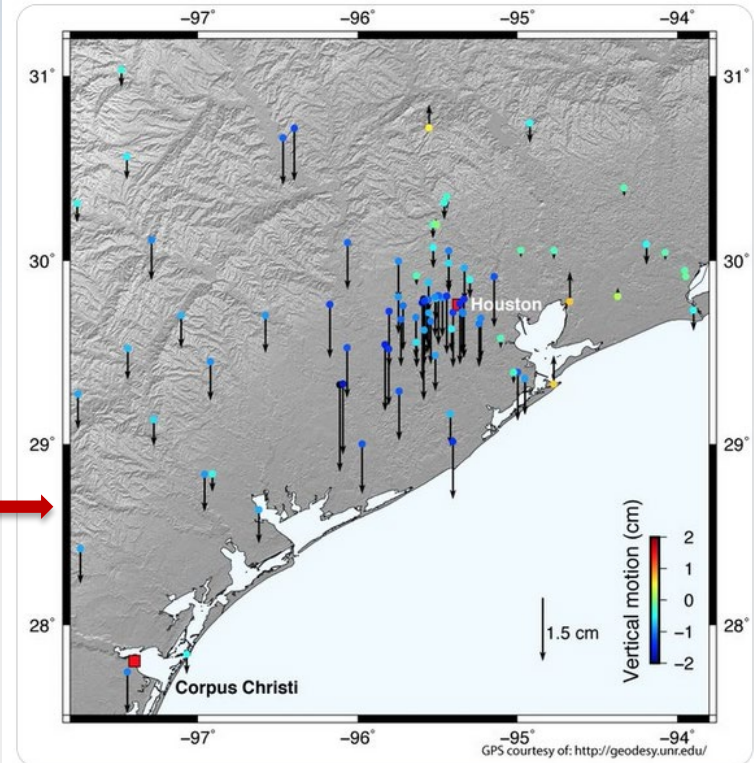 −97° −96° −95° −94°
31° 31°
30° 30°
Houston
29° 29°
Vertical motion (cm)
2
1
0
−1
−2
28° 28°
1.5 cm
Corpus Christi
−97° −96° −95° −94°
GPS courtesy of: http://geodesy.unr.edu/